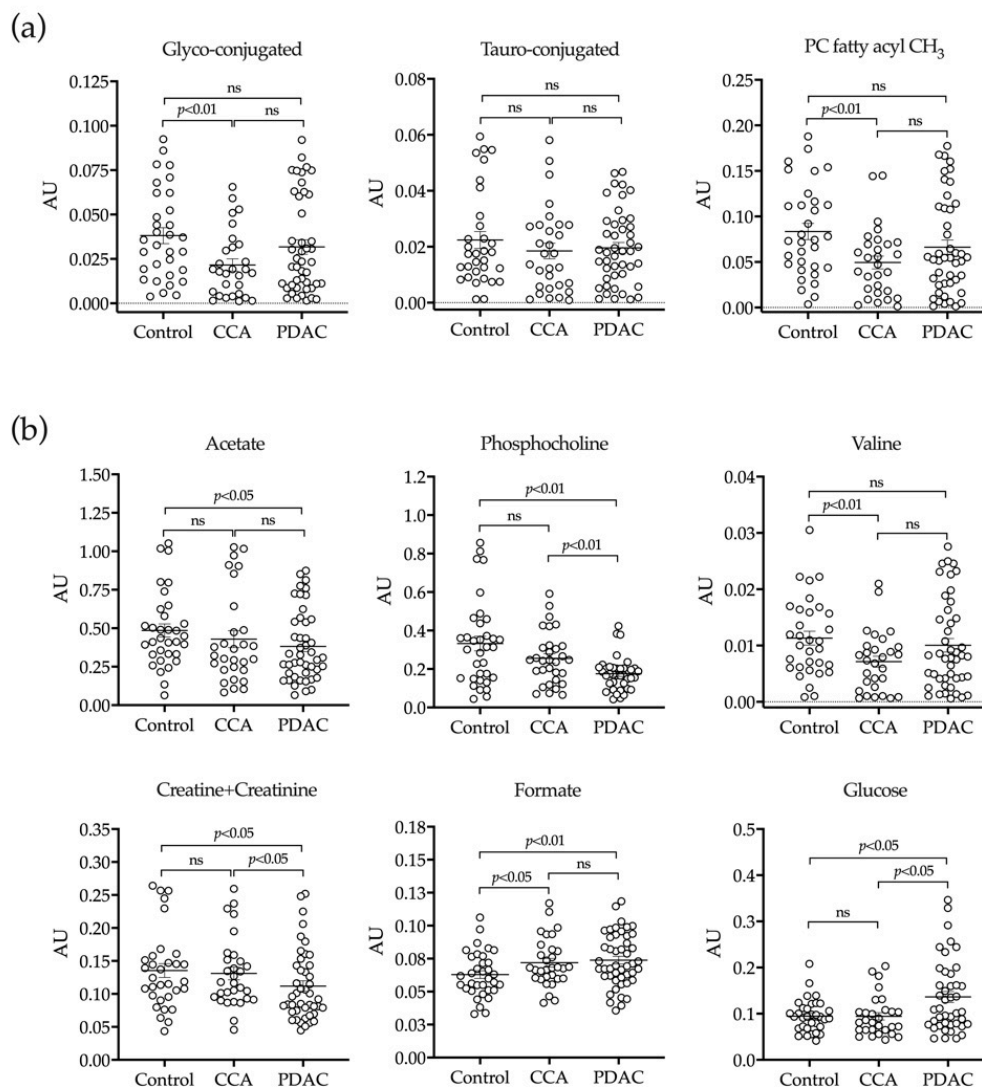 (a)
Glyco-conjugated
0.125
0.100
0.075
0.050
0.025
0.000
AU
ns
p<0.01
ns
Control CCA PDAC
Tauro-conjugated
0.08
0.06
0.04
0.02
0.00
AU
ns
ns
ns
Control CCA PDAC
PC fatty acyl CH3
0.25
0.20
0.15
0.10
0.05
0.00
AU
ns
p<0.01
ns
Control CCA PDAC
(b)
Acetate
1.50
1.25
1.00
0.75
0.50
0.25
0.00
AU
p<0.05
ns
ns
Control CCA PDAC
Phosphocholine
1.2
1.0
0.8
0.6
0.4
0.2
0.0
AU
p<0.01
ns
p<0.01
Control CCA PDAC
Valine
0.04
0.03
0.02
0.01
0.00
AU
ns
p<0.01
ns
Control CCA PDAC
Creatine+Creatinine
0.35
0.30
0.25
0.20
0.15
0.10
0.05
0.00
AU
p<0.05
ns
p<0.05
Control CCA PDAC
Formate
0.18
0.15
0.13
0.10
0.08
0.05
0.03
0.00
AU
p<0.01
p<0.05
ns
Control CCA PDAC
Glucose
0.5
0.4
0.3
0.2
0.1
0.0
AU
p<0.05
p<0.05
ns
Control CCA PDAC